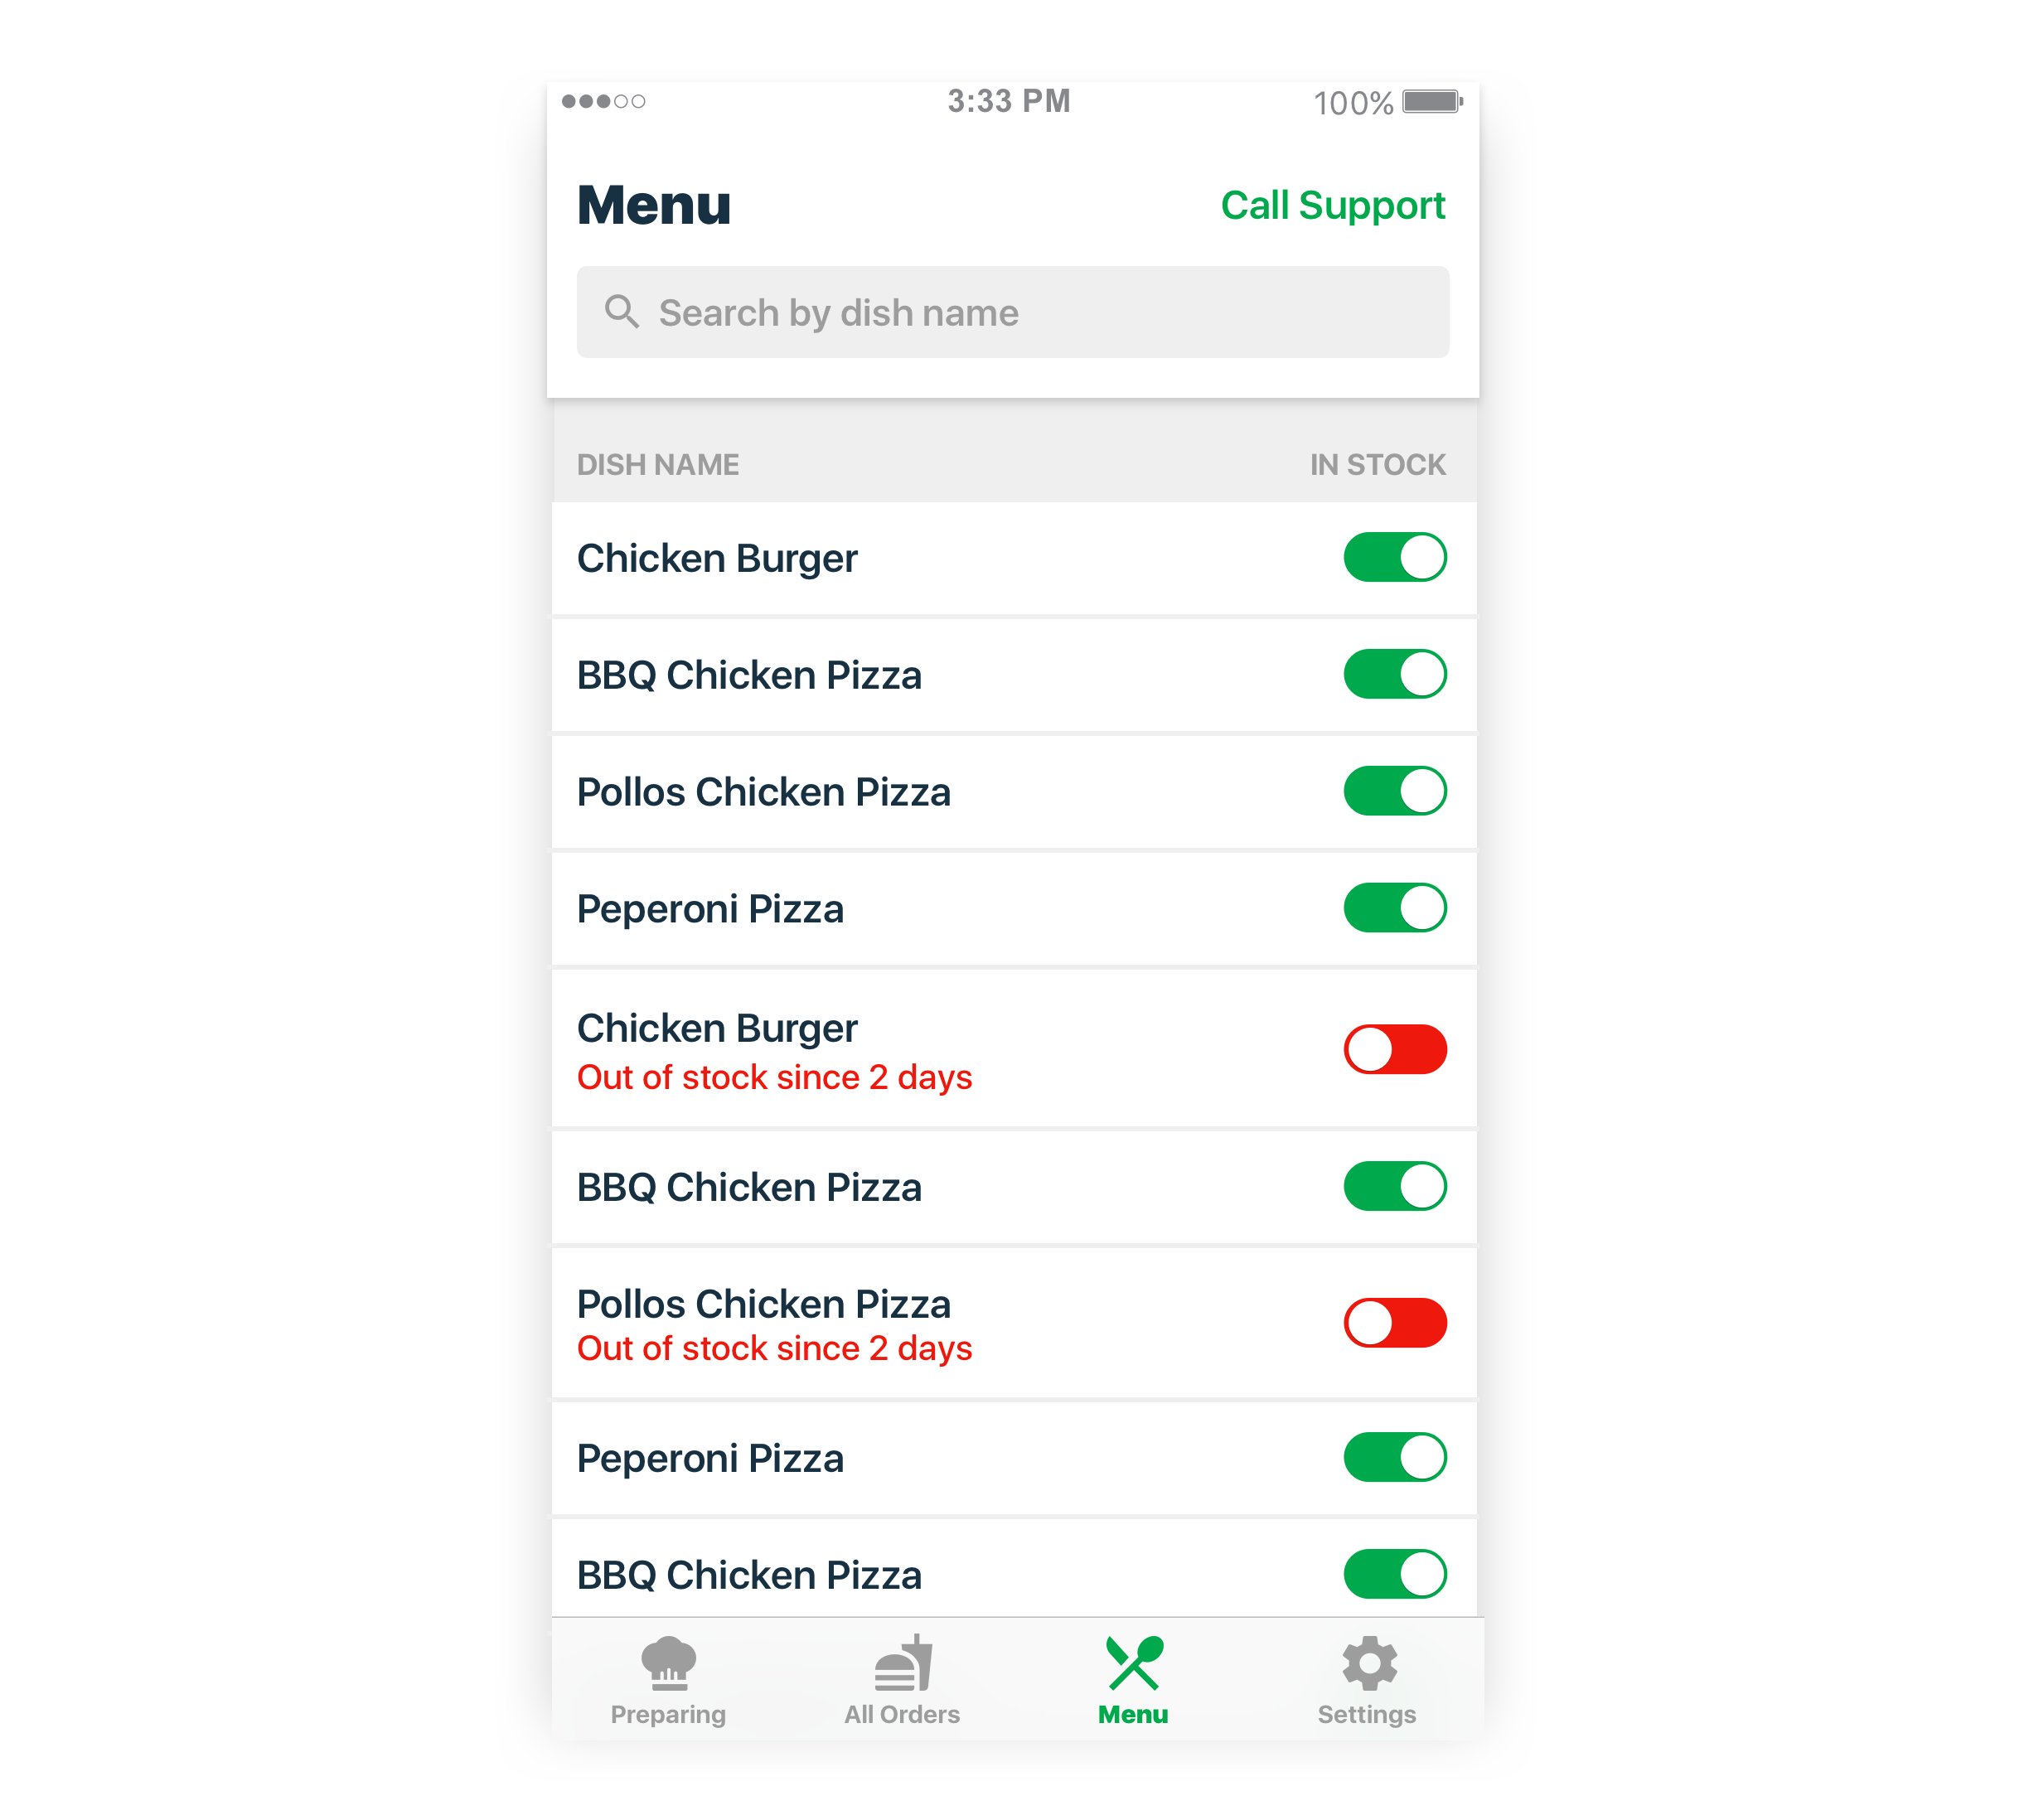 3:33 PM
100%
Menu
Call Support
Search by dish name
DISH NAME
IN STOCK
Chicken Burger
BBQ Chicken Pizza
Pollos Chicken Pizza
Peperoni Pizza
Chicken Burger
Out of stock since 2 days
BBQ Chicken Pizza
Pollos Chicken Pizza
Out of stock since 2 days
Peperoni Pizza
BBQ Chicken Pizza
Preparing
All Orders
Menu
Settings